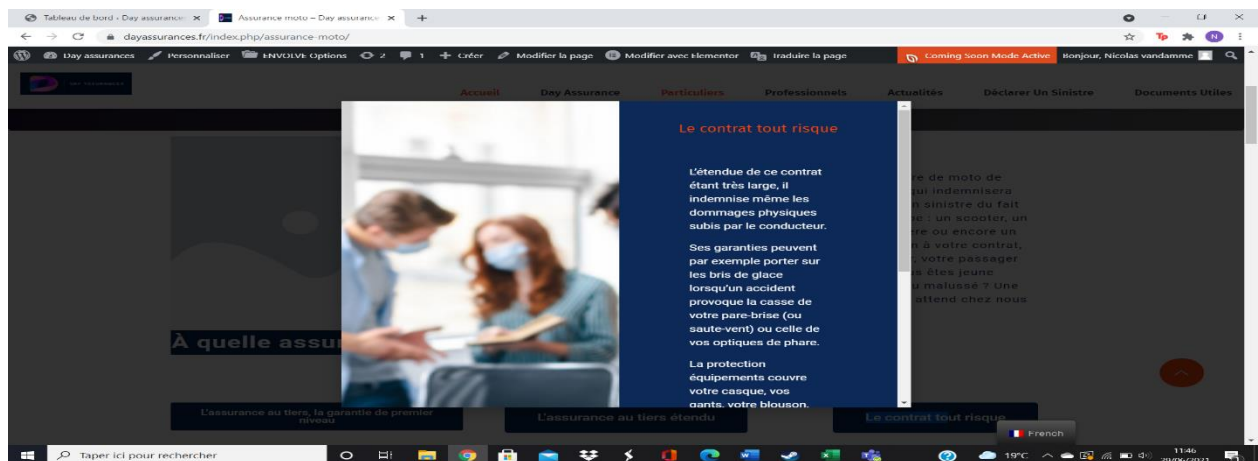 Tableau de bord ‹ Day assurance
Assurance moto – Day assurance
dayassurances.fr/index.php/assurance-moto/
Day assurances
Personnaliser
ENVOLVE Options
2
1
Créer
Modifier la page
Modifier avec Elementor
Traduire la page
Coming Soon Mode Active
Bonjour, Nicolas vandamme
Accueil
Day Assurance
Particuliers
Professionnels
Actualités
Déclarer Un Sinistre
Documents Utiles
Le contrat tout risque
L'étendue de ce contrat
étant très large, il
indemnise même les
dommages physiques
subis par le conducteur.
Ses garanties peuvent
par exemple porter sur
les bris de glace
lorsqu'un accident
provoque la casse de
votre pare-brise (ou
saute-vent) ou celle de
vos optiques de phare.
La protection
équipements couvre
votre casque, vos
gants, votre blouson,
re de moto de
qui indemnisera
n sinistre du fait
: un scooter, un
ou encore un
à votre contrat,
votre passager
s êtes jeune
malussé ? Une
attend chez nous
À quelle assu
L'assurance au tiers, la garantie de premier
niveau
L'assurance au tiers étendu
Le contrat tout risque
French
Taper ici pour rechercher
19°C
11:46
29/06/2021